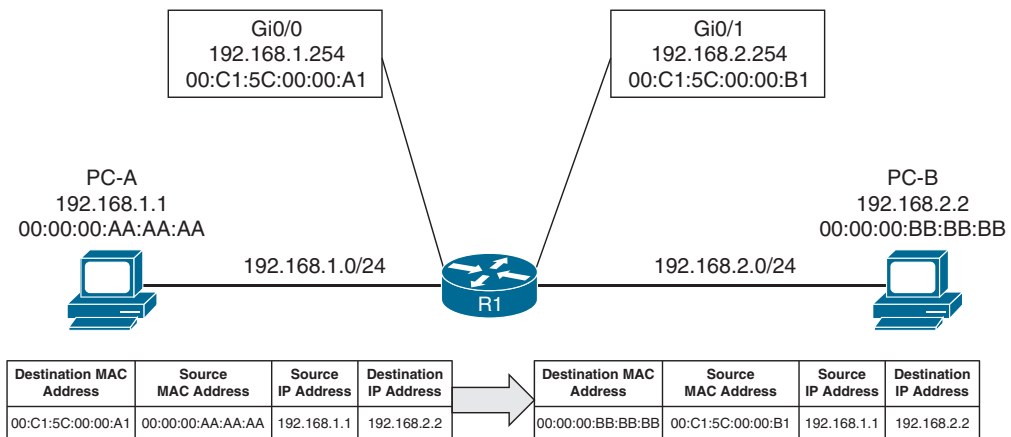 Gi0/0
192.168.1.254
00:C1:5C:00:00:A1
Gi0/1
192.168.2.254
00:C1:5C:00:00:B1
PC-A
192.168.1.1
00:00:00:AA:AA:AA
PC-B
192.168.2.2
00:00:00:BB:BB:BB
192.168.1.0/24
192.168.2.0/24
R1
Destination MAC Address
Source MAC Address
Source IP Address
Destination IP Address
00:C1:5C:00:00:A1
00:00:00:AA:AA:AA
192.168.1.1
192.168.2.2
Destination MAC Address
Source MAC Address
Source IP Address
Destination IP Address
00:00:00:BB:BB:BB
00:C1:5C:00:00:B1
192.168.1.1
192.168.2.2